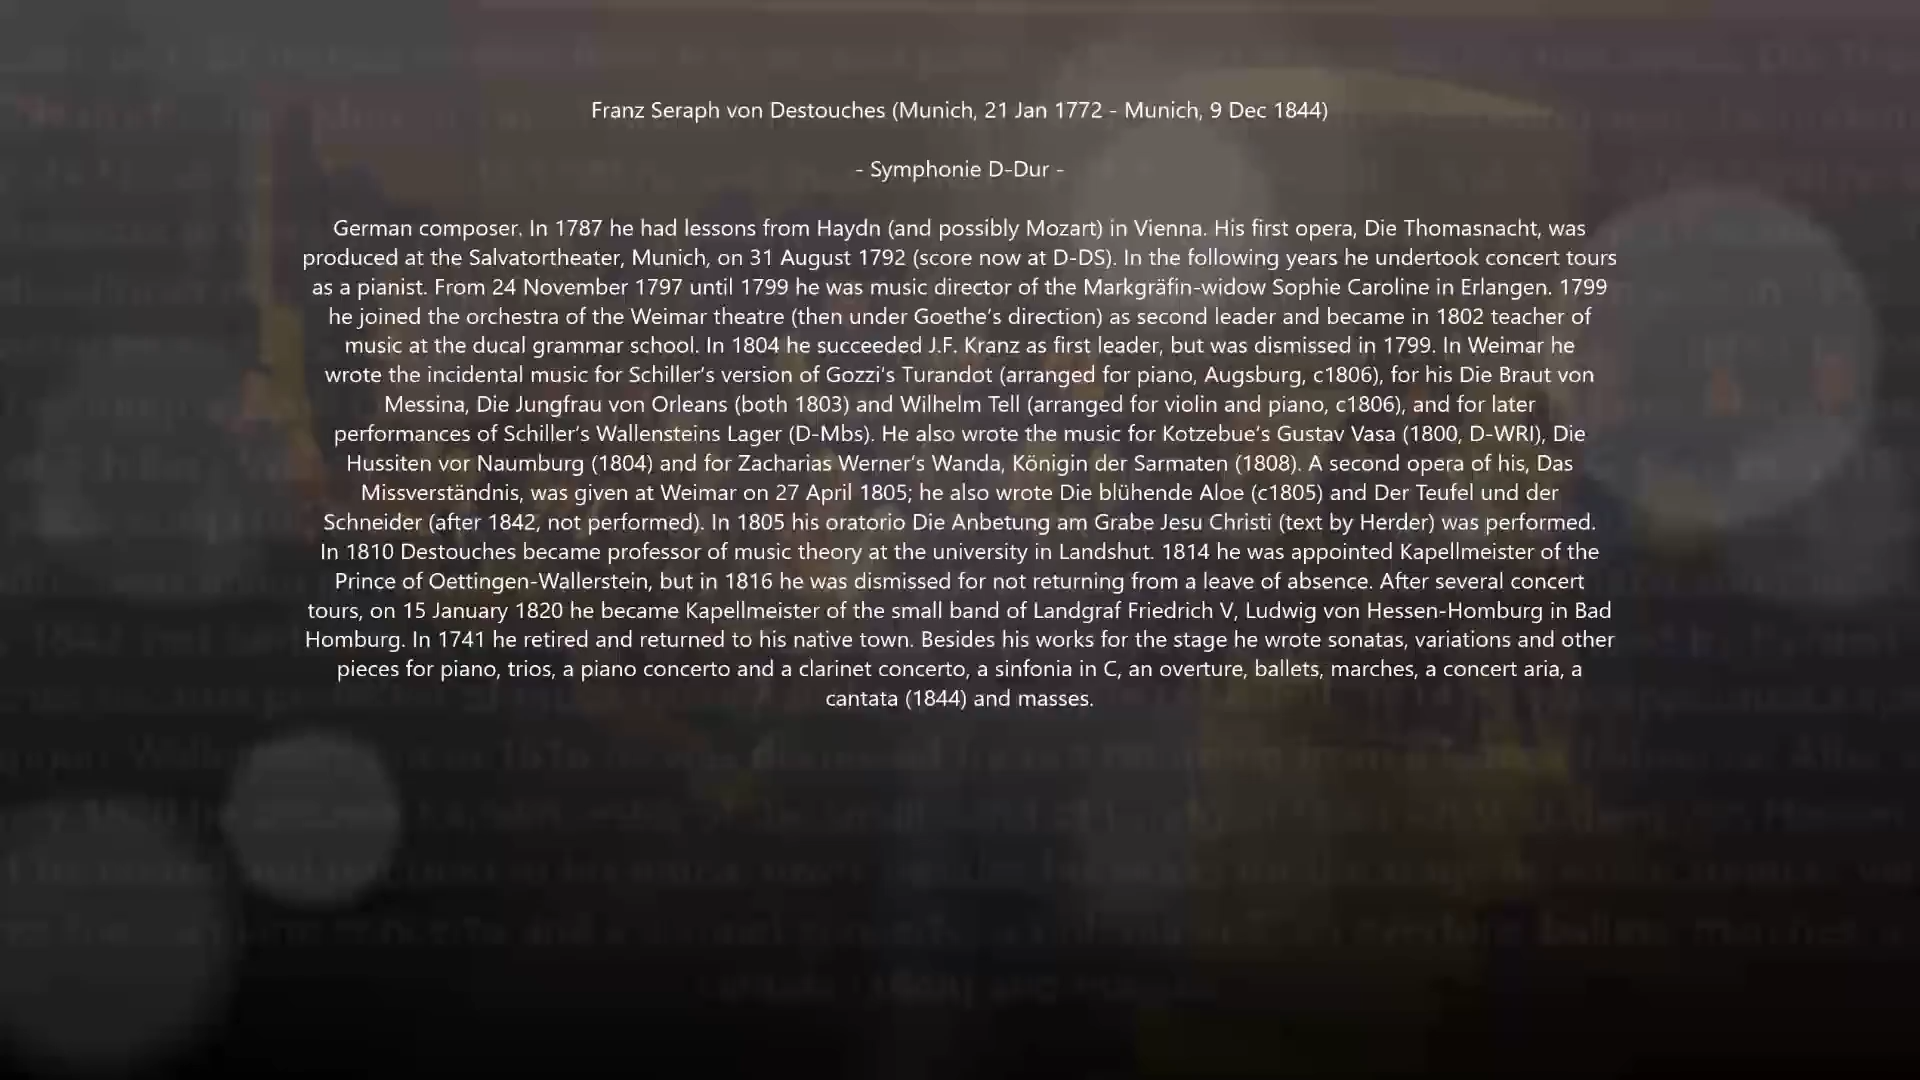 Franz Seraph von Destouches (Munich, 21 Jan 1772 - Munich, 9 Dec 1844)
- Symphonie D-Dur -
German composer. In 1787 he had lessons from Haydn (and possibly Mozart) in Vienna. His first opera, Die Thomasnacht, was
produced at the Salvatortheater, Munich, on 31 August 1792 (score now at D-DS). In the following years he undertook concert tours
as a pianist. From 24 November 1797 until 1799 he was music director of the Markgräfin-widow Sophie Caroline in Erlangen. 1799
he joined the orchestra of the Weimar theatre (then under Goethe's direction) as second leader and became in 1802 teacher of
music at the ducal grammar school. In 1804 he succeeded J.F. Kranz as first leader, but was dismissed in 1799. In Weimar he
wrote the incidental music for Schiller's version of Gozzi's Turandot (arranged for piano, Augsburg, c1806), for his Die Braut von
Messina, Die Jungfrau von Orleans (both 1803) and Wilhelm Tell (arranged for violin and piano, c1806), and for later
performances of Schiller's Wallensteins Lager (D-Mbs). He also wrote the music for Kotzebue's Gustav Vasa (1800, D-WRI), Die
Hussiten vor Naumburg (1804) and for Zacharias Werner's Wanda, Königin der Sarmaten (1808). A second opera of his, Das
Missverständnis, was given at Weimar on 27 April 1805; he also wrote Die blühende Aloe (c1805) and Der Teufel und der
Schneider (after 1842, not performed). In 1805 his oratorio Die Anbetung am Grabe Jesu Christi (text by Herder) was performed.
In 1810 Destouches became professor of music theory at the university in Landshut. 1814 he was appointed Kapellmeister of the
Prince of Oettingen-Wallerstein, but in 1816 he was dismissed for not returning from a leave of absence. After several concert
tours, on 15 January 1820 he became Kapellmeister of the small band of Landgraf Friedrich V, Ludwig von Hessen-Homburg in Bad
Homburg. In 1741 he retired and returned to his native town. Besides his works for the stage he wrote sonatas, variations and other
pieces for piano, trios, a piano concerto and a clarinet concerto, a sinfonia in C, an overture, ballets, marches, a concert aria, a
cantata (1844) and masses.